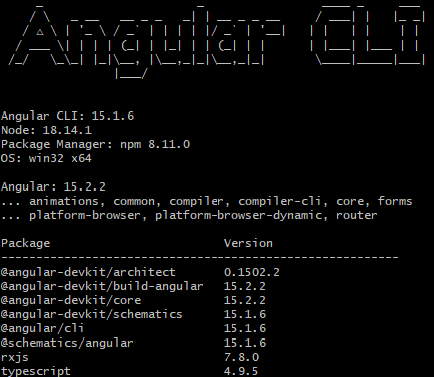 Angular CLI
Angular CLI: 15.1.6
Node: 18.14.1
Package Manager: npm 8.11.0
OS: win32 x64
Angular: 15.2.2
... animations, common, compiler, compiler-cli, core, forms
... platform-browser, platform-browser-dynamic, router
Package Version
------------------------------------------------------
@angular-devkit/architect 0.1502.2
@angular-devkit/build-angular 15.2.2
@angular-devkit/core 15.2.2
@angular-devkit/schematics 15.1.6
@angular/cli 15.1.6
@schematics/angular 15.1.6
rxjs 7.8.0
typescript 4.9.5